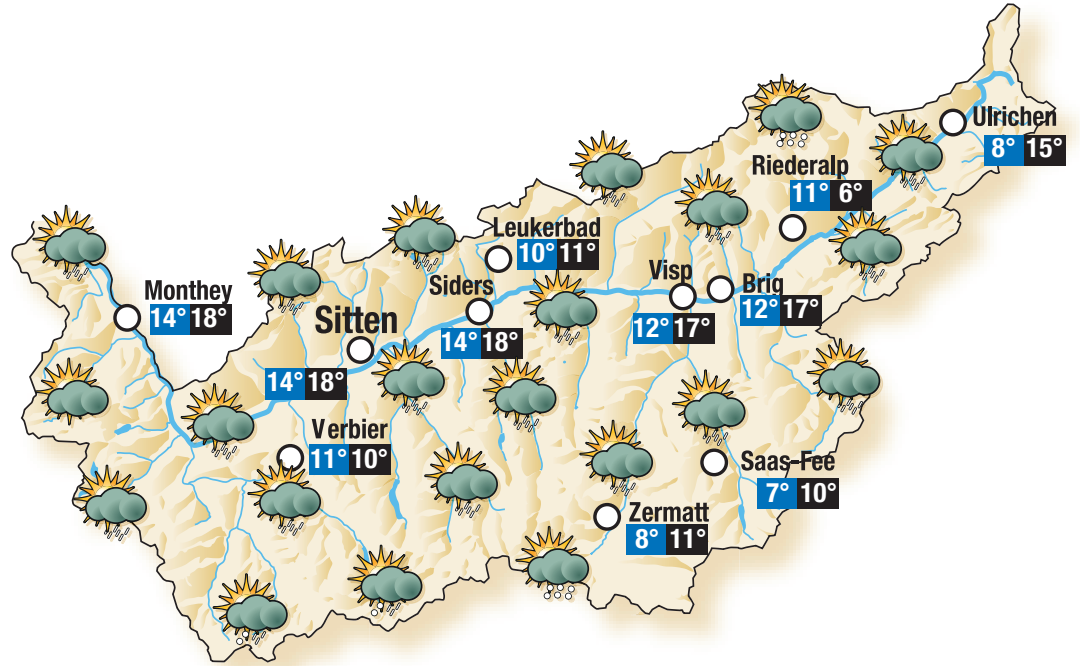 Ulrichen
8° 15°
Riederalp
11° 6°
Leukerbad
10° 11°
Visp
12° 17°
Brig
12° 17°
Siders
14° 18°
Monthey
14° 18°
Sitten
14° 18°
Verbier
11° 10°
Saas-Fee
7° 10°
Zermatt
8° 11°